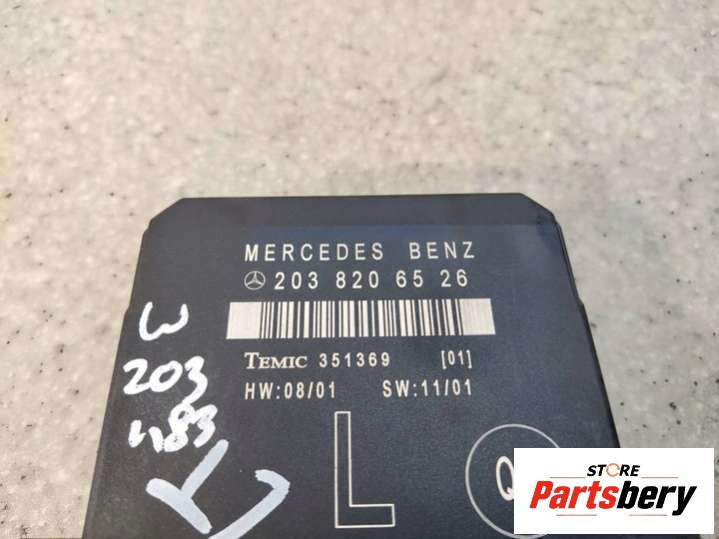 MERCEDES BENZ
203 820 65 26
TEMIC 351369 [01]
HW:08/01 SW:11/01
L
Q
W
203
L
STORE
Partsbery